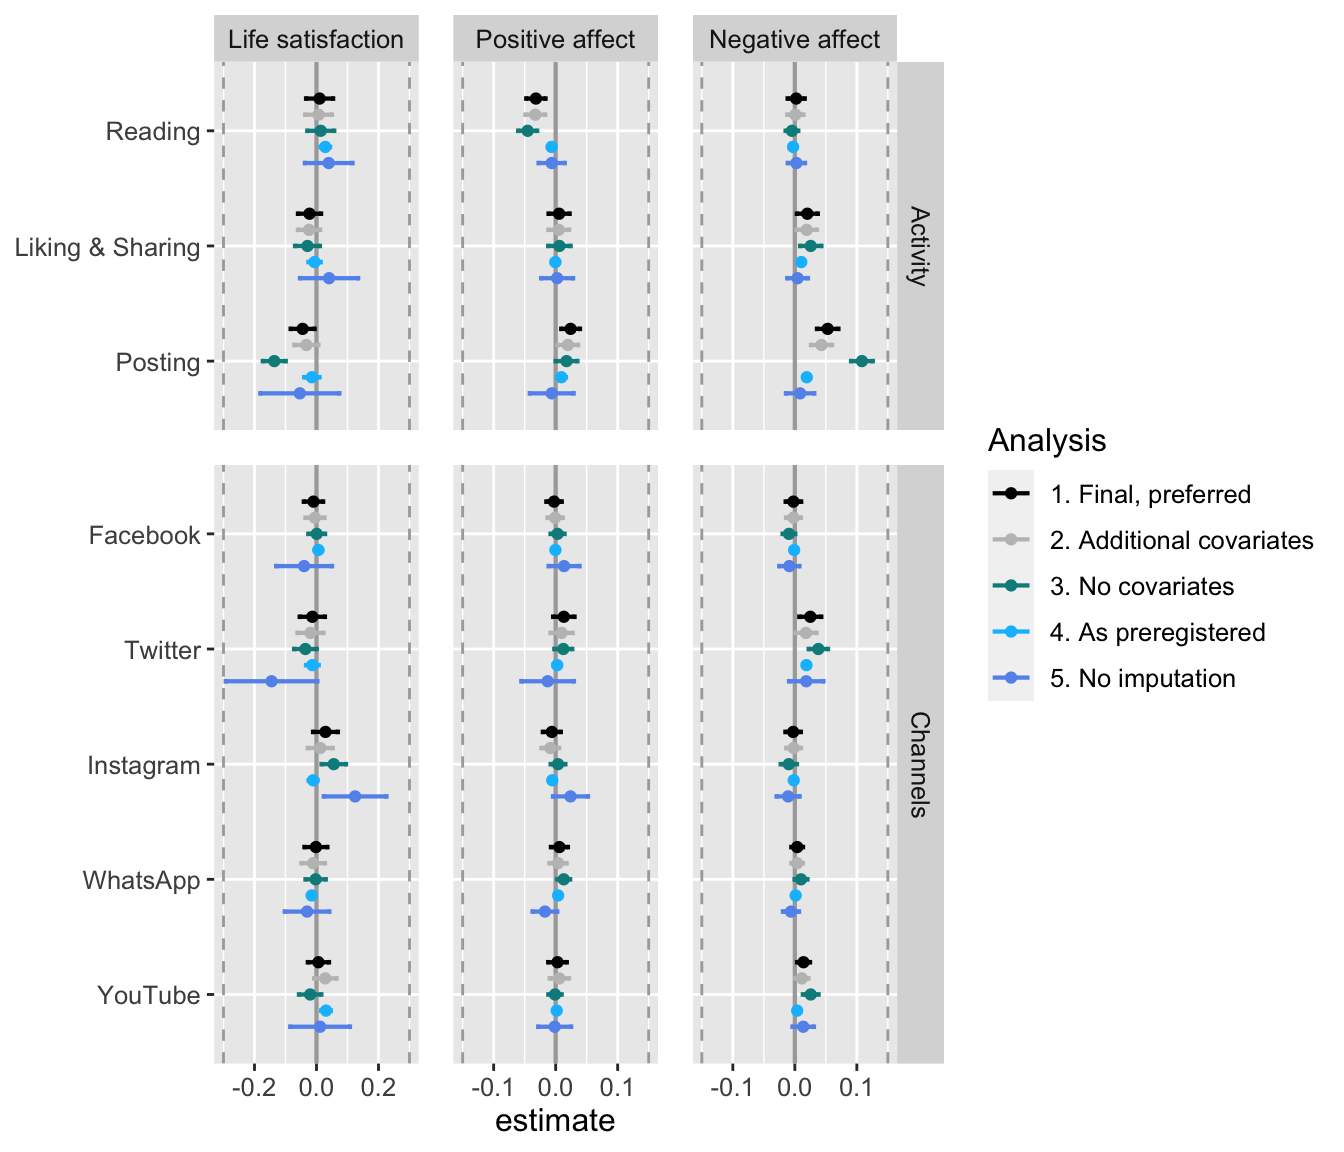 Life satisfaction Positive affect Negative affect
Reading
Liking & Sharing
Posting
Activity
Facebook
Twitter
Instagram
WhatsApp
YouTube
Channels
-0.2 0.0 0.2 -0.1 0.0 0.1 -0.1 0.0 0.1
estimate
Analysis
1. Final, preferred
2. Additional covariates
3. No covariates
4. As preregistered
5. No imputation